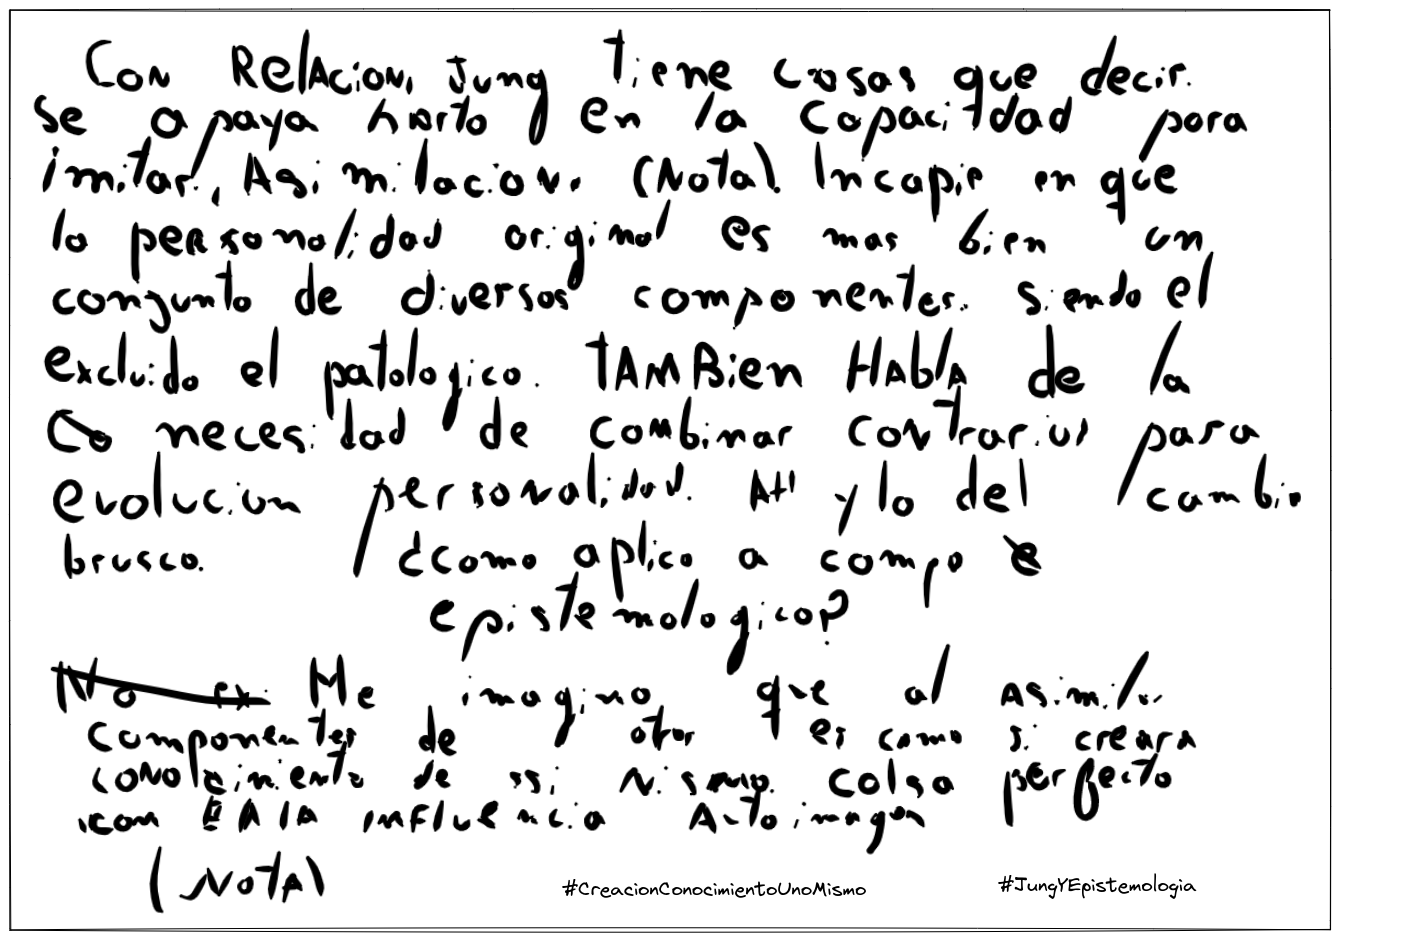 Con Relacion, Jung tiene cosas que decir.
Se apaya harto en la Capacidad para
imitar, Asimilacion. (Nota). Incapie en que
la personalidad original es mas bien un
conjunto de diversos componentes. Siendo el
excluido el patologico. TAMBien HAblA de la
necesidad de combinar contrarios para
evolucion personalidad. y lo del cambio
brusco. ¿como aplico a campo
epistemologico?
Me imagino que al Asimilar
componentes de otros es como si creara
conocimiento de si mismo. calsa perfecto
con la influencia Autoimagen
(NotA)
#CreacionConocimientoUnoMismo #JungYEpistemologia